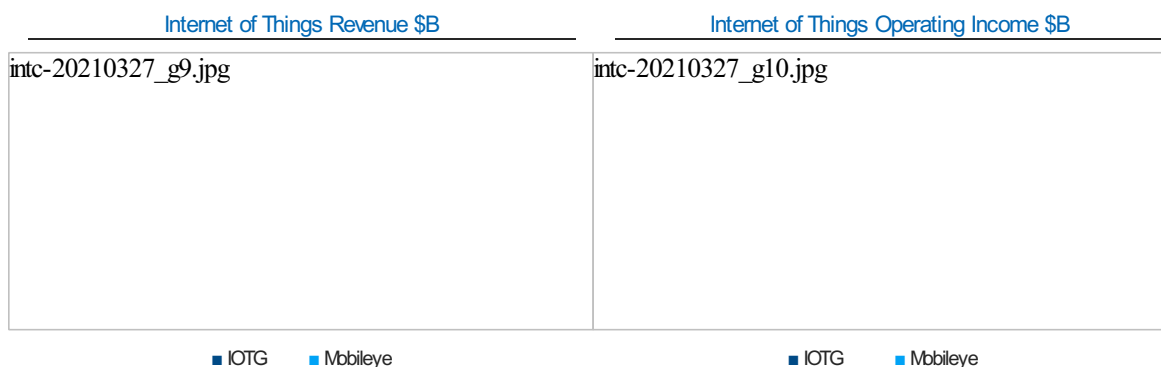 Internet of Things Revenue $B
Internet of Things Operating Income $B
intc-20210327_g9.jpg
intc-20210327_g10.jpg
IOTG Mobileye
IOTG Mobileye